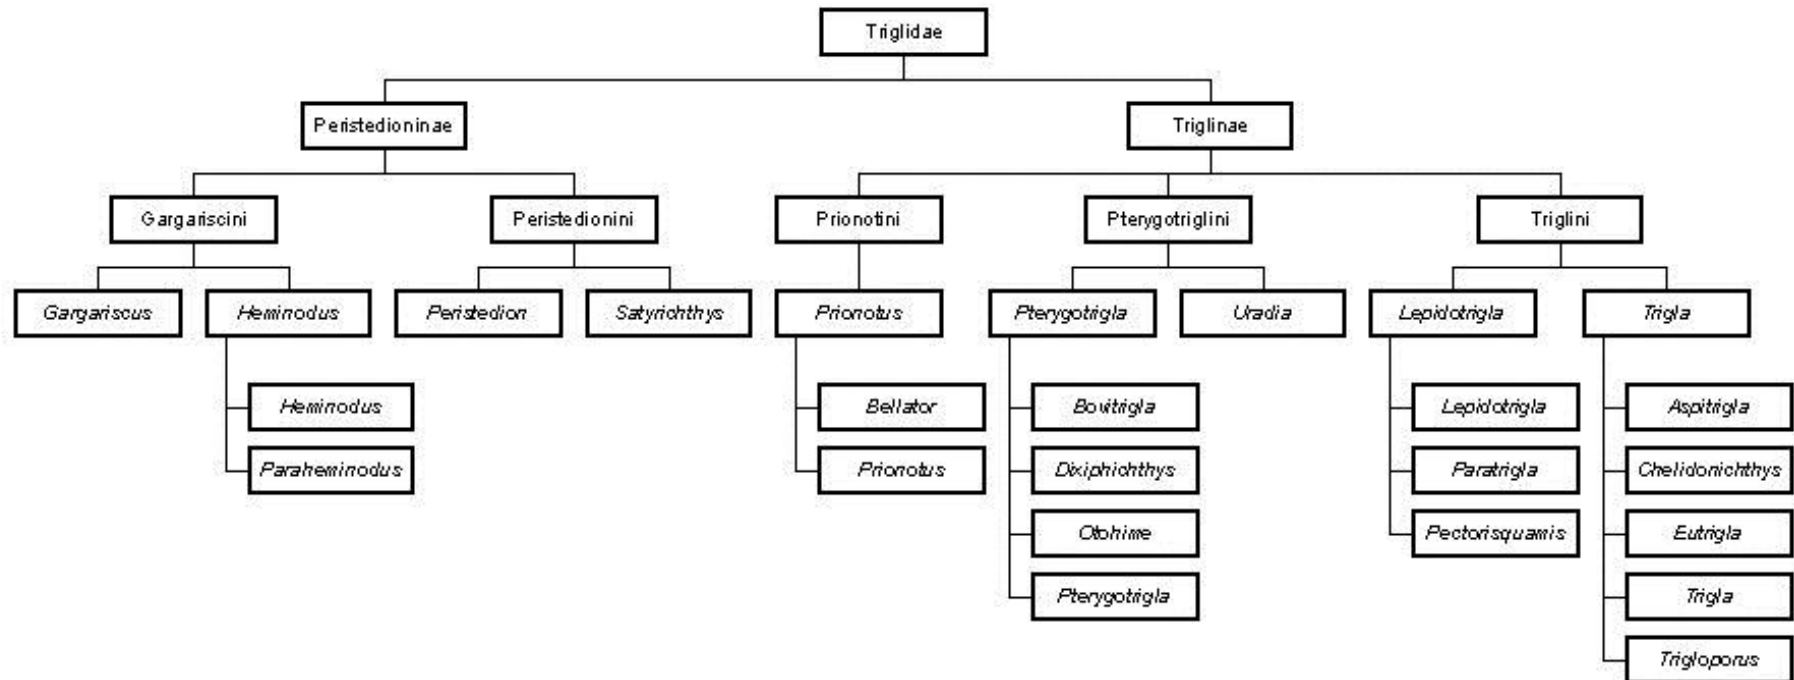 Triglidae
Peristedioninae
Triglinae
Gargariscini
Peristedionini
Prionotini
Pterygotriglini
Triglini
Gargariscus
Heminodus
Peristedion
Satyrichthys
Prionotus
Pterygotrigla
Uradia
Lepidotrigla
Trigla
Heminodus
Bellator
Bovitrigla
Lepidotrigla
Aspitrigla
Paraheminodus
Prionotus
Dixiphichthys
Paratrigla
Chelidonichthys
Otohime
Pectorisquamis
Eutrigla
Pterygotrigla
Trigla
Trigloporus